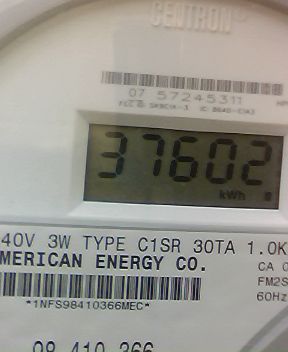 CENTRON®
07 57245311
37602
kWh
40V 3W TYPE C1SR 30TA 1.0K
MERICAN ENERGY CO.
CA 0
FM2S
60Hz
*1NFS98410366MEC*
98 410 366